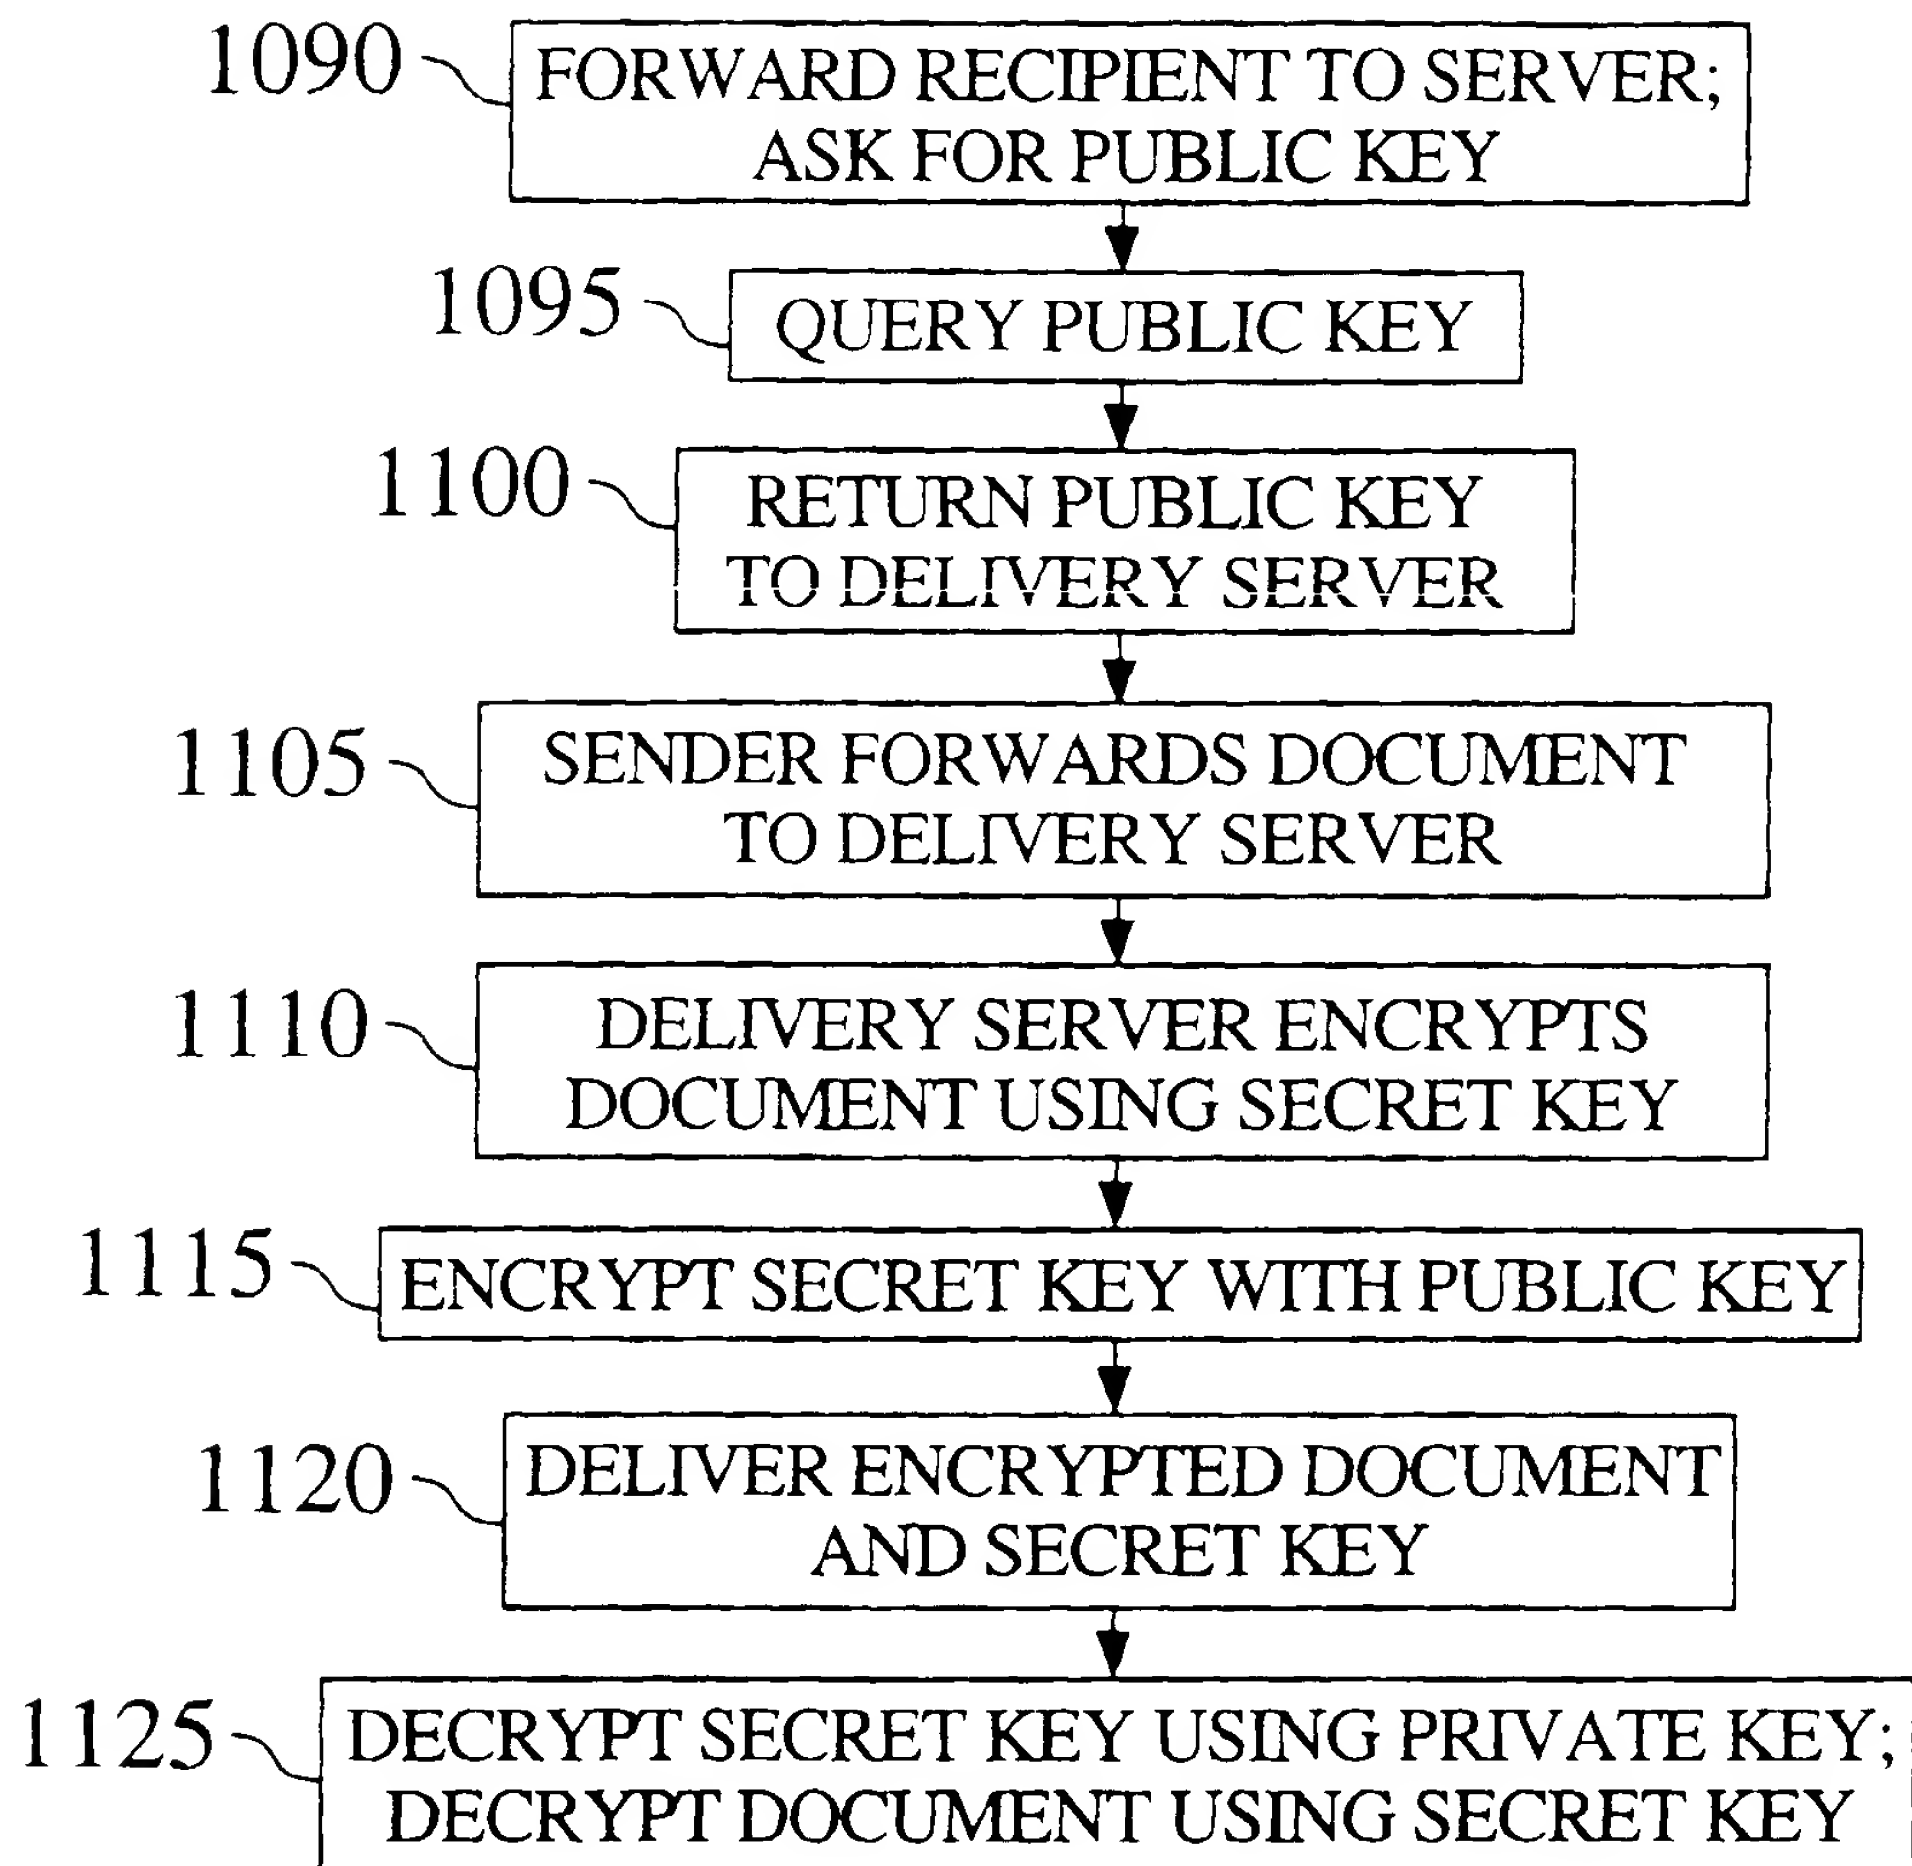 1090
FORWARD RECIPIENT TO SERVER;
ASK FOR PUBLIC KEY
1095
QUERY PUBLIC KEY
1100
RETURN PUBLIC KEY
TO DELIVERY SERVER
1105
SENDER FORWARDS DOCUMENT
TO DELIVERY SERVER
1110
DELIVERY SERVER ENCRYPTS
DOCUMENT USING SECRET KEY
1115
ENCRYPT SECRET KEY WITH PUBLIC KEY
1120
DELIVER ENCRYPTED DOCUMENT
AND SECRET KEY
1125
DECRYPT SECRET KEY USING PRIVATE KEY;
DECRYPT DOCUMENT USING SECRET KEY